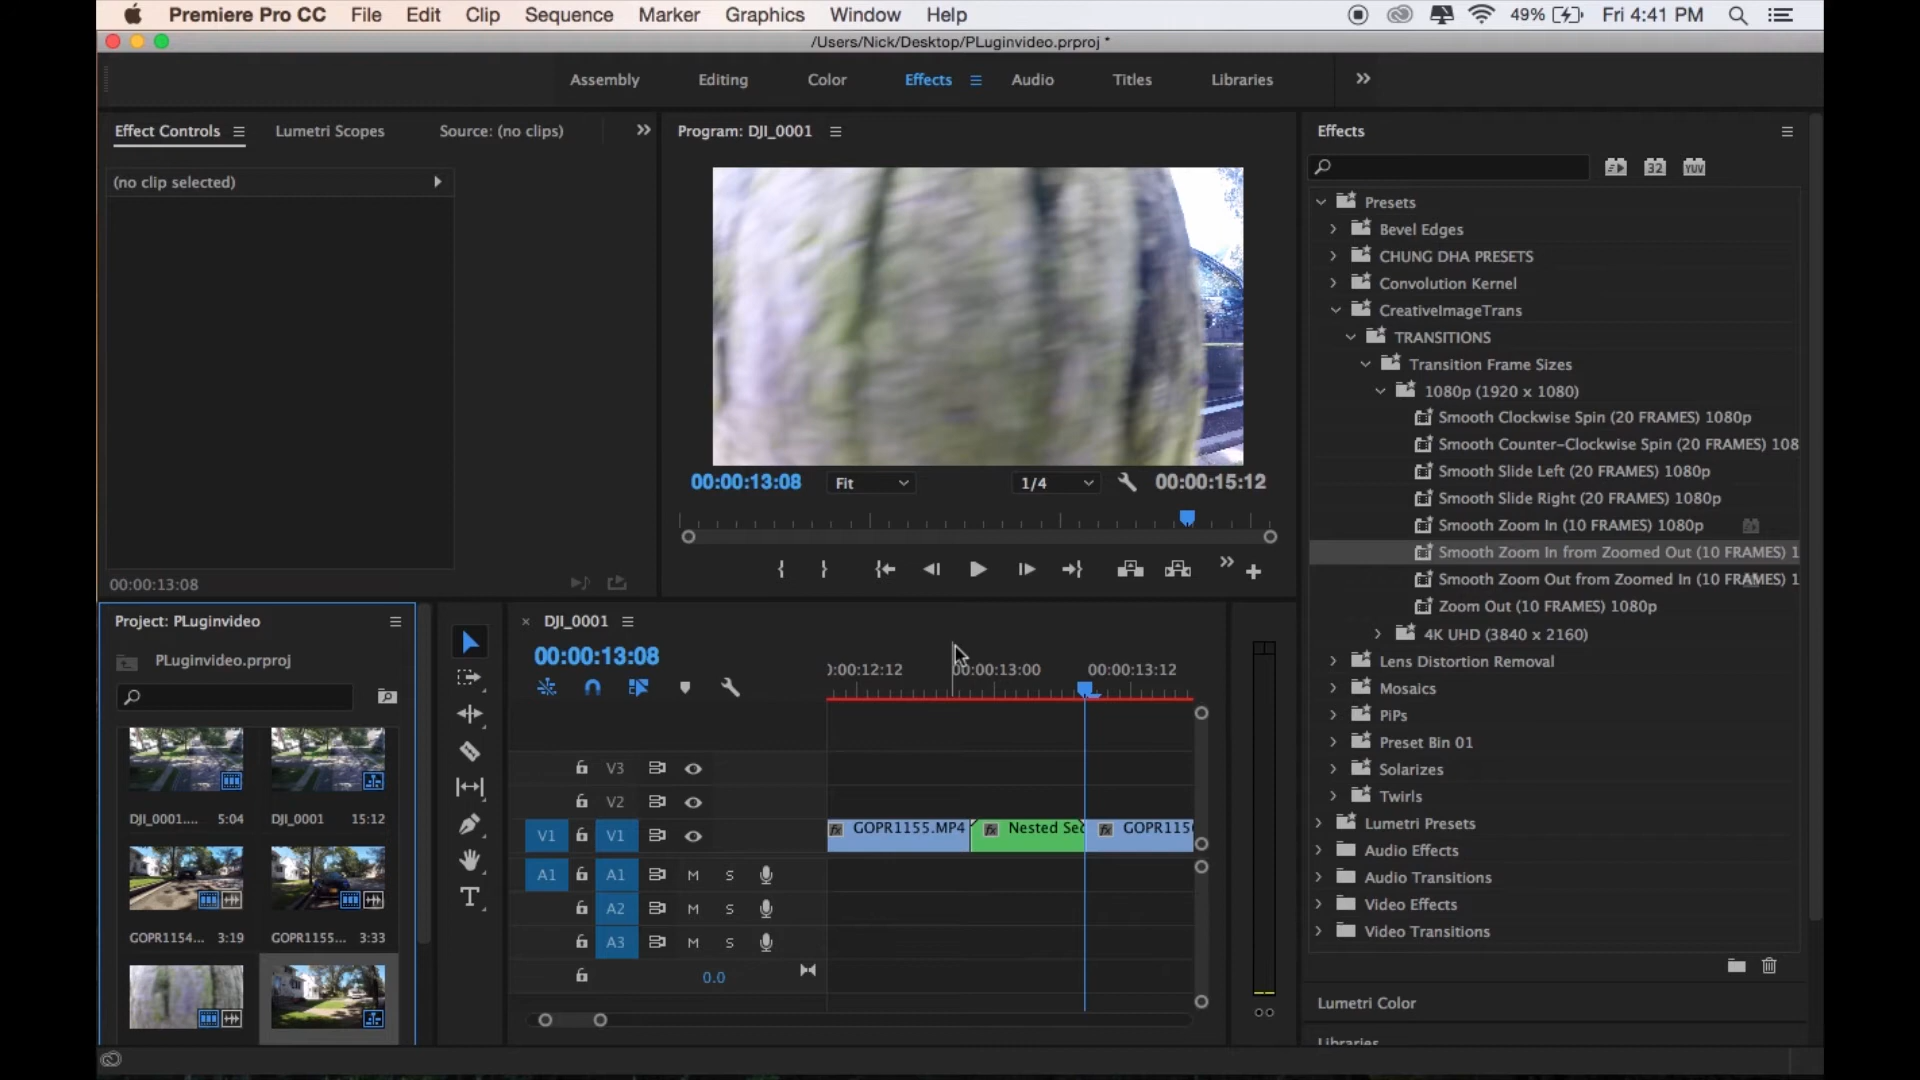 Premiere Pro CC File Edit Clip Sequence Marker Graphics Window Help 49% Fri 4:41 PM
/Users/Nick/Desktop/PLuginvideo.prproj *
Assembly Editing Color Effects Audio Titles Libraries
Effect Controls Lumetri Scopes Source: (no clips)
(no clip selected)
00:00:13:08
Program: DJI_0001
00:00:13:08 Fit 1/4 00:00:15:12
Effects
32 YUV
Presets
Bevel Edges
CHUNG DHA PRESETS
Convolution Kernel
CreativeImageTrans
TRANSITIONS
Transition Frame Sizes
1080p (1920 x 1080)
Smooth Clockwise Spin (20 FRAMES) 1080p
Smooth Counter-Clockwise Spin (20 FRAMES) 108
Smooth Slide Left (20 FRAMES) 1080p
Smooth Slide Right (20 FRAMES) 1080p
Smooth Zoom In (10 FRAMES) 1080p
Smooth Zoom In from Zoomed Out (10 FRAMES) 1
Smooth Zoom Out from Zoomed In (10 FRAMES) 1
Zoom Out (10 FRAMES) 1080p
4K UHD (3840 x 2160)
Lens Distortion Removal
Mosaics
PiPs
Preset Bin 01
Solarizes
Twirls
Lumetri Presets
Audio Effects
Audio Transitions
Video Effects
Video Transitions
Lumetri Color
Libraries
Project: PLuginvideo
PLuginvideo.prproj
DJI_0001.... 5:04 DJI_0001 15:12
GOPR1154... 3:19 GOPR1155... 3:33
× DJI_0001
00:00:13:08
):00:12:12 00:00:13:00 00:00:13:12
V3
V2
V1 V1 fx GOPR1155.MP4 fx Nested Sec fx GOPR115
A1 A1 M S
A2 M S
A3 M S
0.0